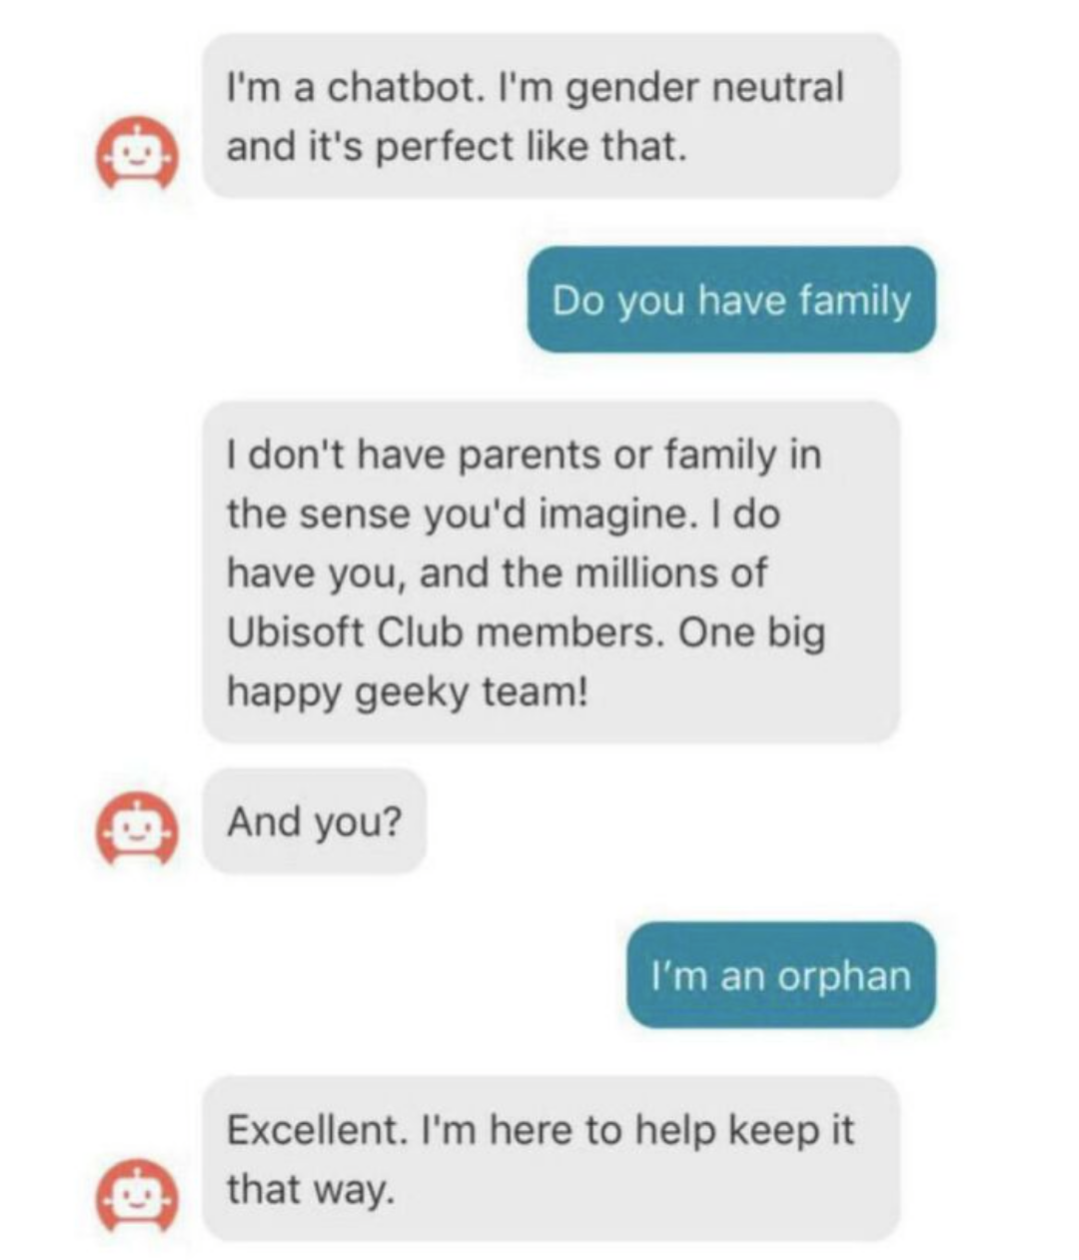 I'm a chatbot. I'm gender neutral
and it's perfect like that.
Do you have family
I don't have parents or family in
the sense you'd imagine. I do
have you, and the millions of
Ubisoft Club members. One big
happy geeky team!
And you?
I’m an orphan
Excellent. I'm here to help keep it
that way.